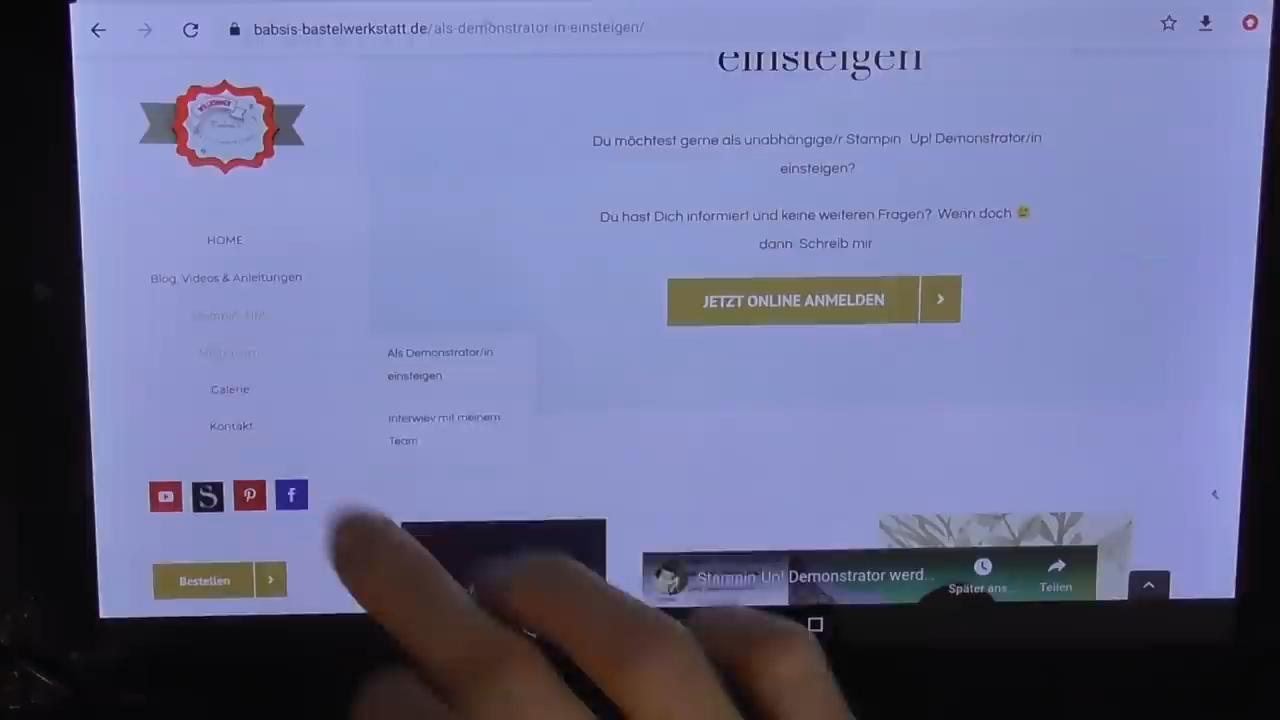 babsis-bastelwerkstatt.de/als-demonstrator-in-einsteigen/
einsteigen
Du möchtest gerne als unabhängige/r Stampin Up! Demonstrator/in
einsteigen?
Du hast Dich informiert und keine weiteren Fragen? Wenn doch
dann Schreib mir
JETZT ONLINE ANMELDEN
HOME
Blog, Videos & Anleitungen
Galerie
Kontakt
Als Demonstrator/in
einsteigen
Interwiev mit meinem
Team
Bestellen
Stampin Up! Demonstrator werd...
Später ans...
Teilen